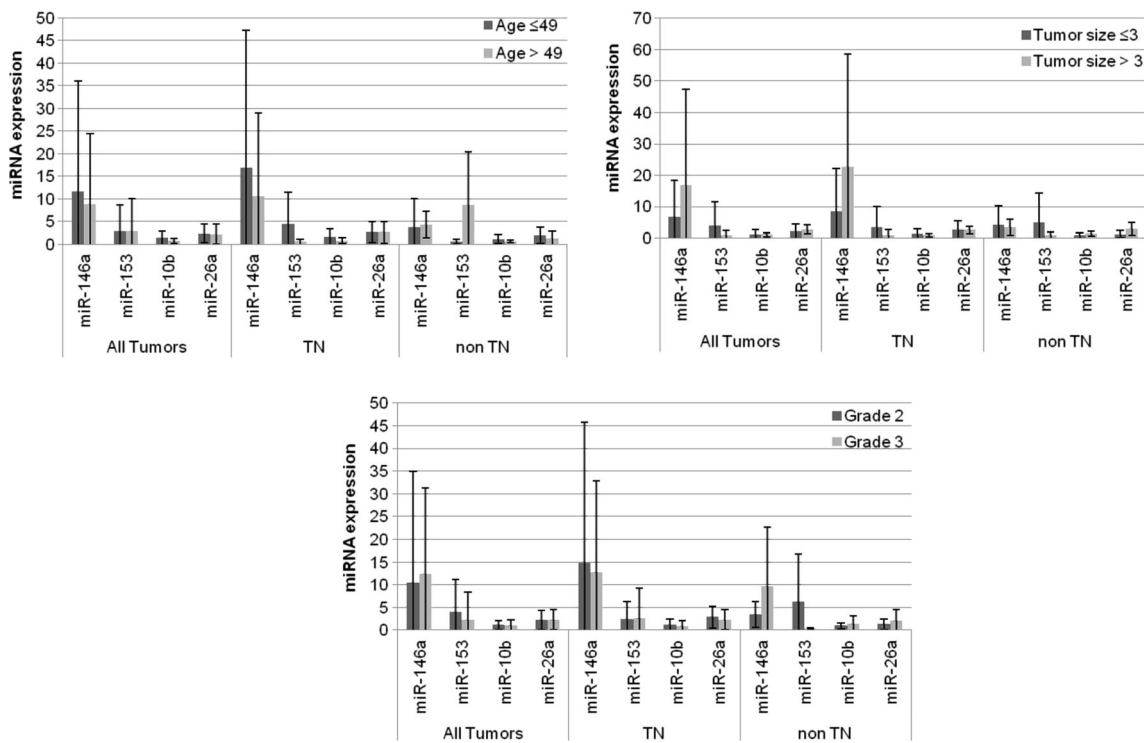 50
45
40
35
30
25
20
15
10
5
0
miRNA expression
Age ≤49
Age > 49
miR-146a
miR-153
miR-10b
miR-26a
miR-146a
miR-153
miR-10b
miR-26a
miR-146a
miR-153
miR-10b
miR-26a
All Tumors
TN
non TN
70
60
50
40
30
20
10
0
miRNA expression
Tumor size ≤3
Tumor size > 3
miR-146a
miR-153
miR-10b
miR-26a
miR-146a
miR-153
miR-10b
miR-26a
miR-146a
miR-153
miR-10b
miR-26a
All Tumors
TN
non TN
50
45
40
35
30
25
20
15
10
5
0
miRNA expression
Grade 2
Grade 3
miR-146a
miR-153
miR-10b
miR-26a
miR-146a
miR-153
miR-10b
miR-26a
miR-146a
miR-153
miR-10b
miR-26a
All Tumors
TN
non TN